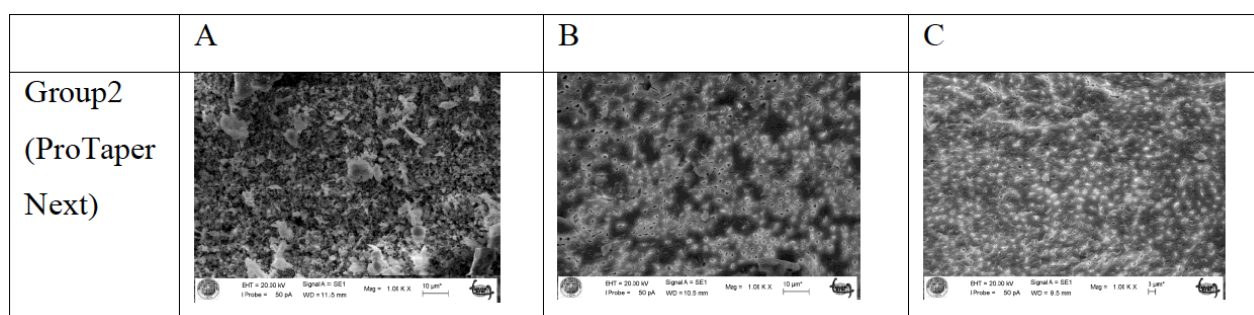 A
B
C
Group2
(ProTaper
Next)
EHT = 20.00 kV Signal A = SE1
I Probe = 50 pA WD = 11.5 mm Mag = 1.00 K X 10 µm*
EHT = 20.00 kV Signal A = SE1
I Probe = 50 pA WD = 10.5 mm Mag = 1.00 K X 10 µm*
EHT = 20.00 kV Signal A = SE1
I Probe = 50 pA WD = 9.5 mm Mag = 1.00 K X 3 µm*